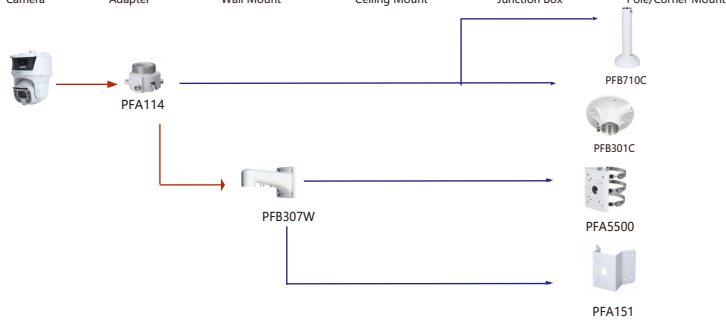 Camera Adapter Wall Mount Ceiling Mount Junction Box Pole/Corner Mount
PFB710C
PFA114
PFB301C
PFB307W
PFA5500
PFA151